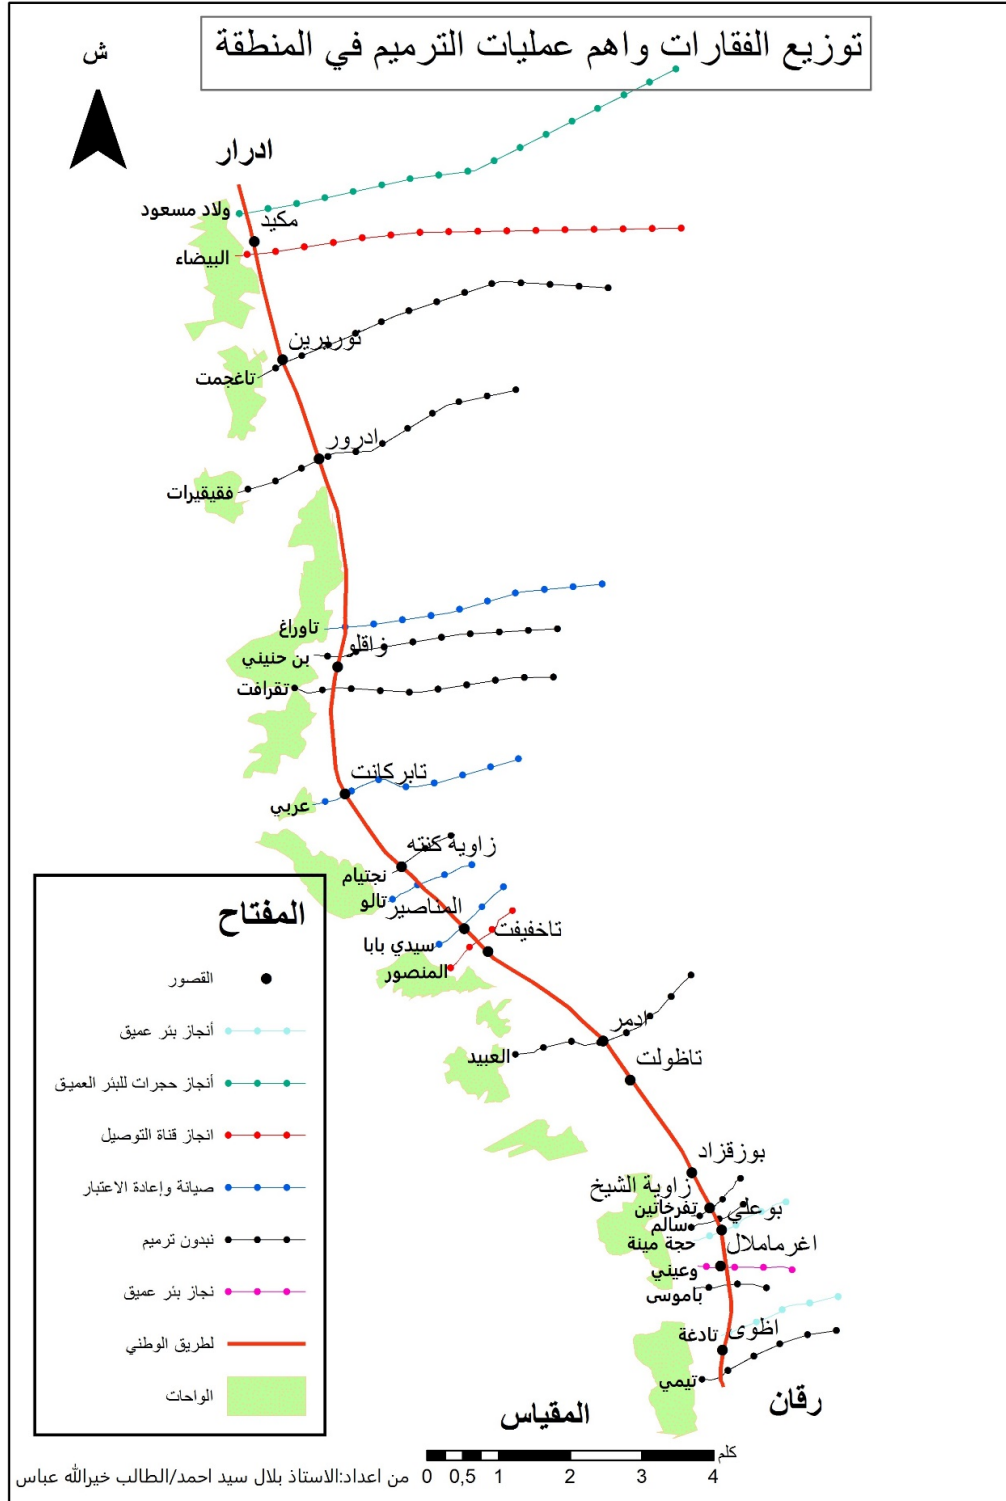 توزيع الفقارات واهم عمليات الترميم في المنطقة
ش
ادرار
ولاد مسعود
مكيد
البيضاء
توريرين
تاغجمت
ادرور
فقيقيرات
تاوراغ
زاقلو
بن حنيني
تقرافت
تابركانت
عربي
زاوية كنته
نجتيام
تالو
المناصير
تاخفيفت
سيدي بابا
المنصور
ادمر
العبيد
تاظولت
بوزقزاد
زاوية الشيخ
تفرخاتين
بوعلي
سالم
حجة مينة
اغرماملال
وعيني
باموسى
اظوى
تادغة
تيمي
رقان
المفتاح
القصور
أنجاز بئر عميق
أنجاز حجرات للبئر العميق
انجاز قناة التوصيل
صيانة وإعادة الاعتبار
نبدون ترميم
نجاز بئر عميق
لطريق الوطني
الواحات
المقياس
كلم
0 0,5 1 2 3 4
من اعداد:الاستاذ بلال سيد احمد/الطالب خيرالله عباس